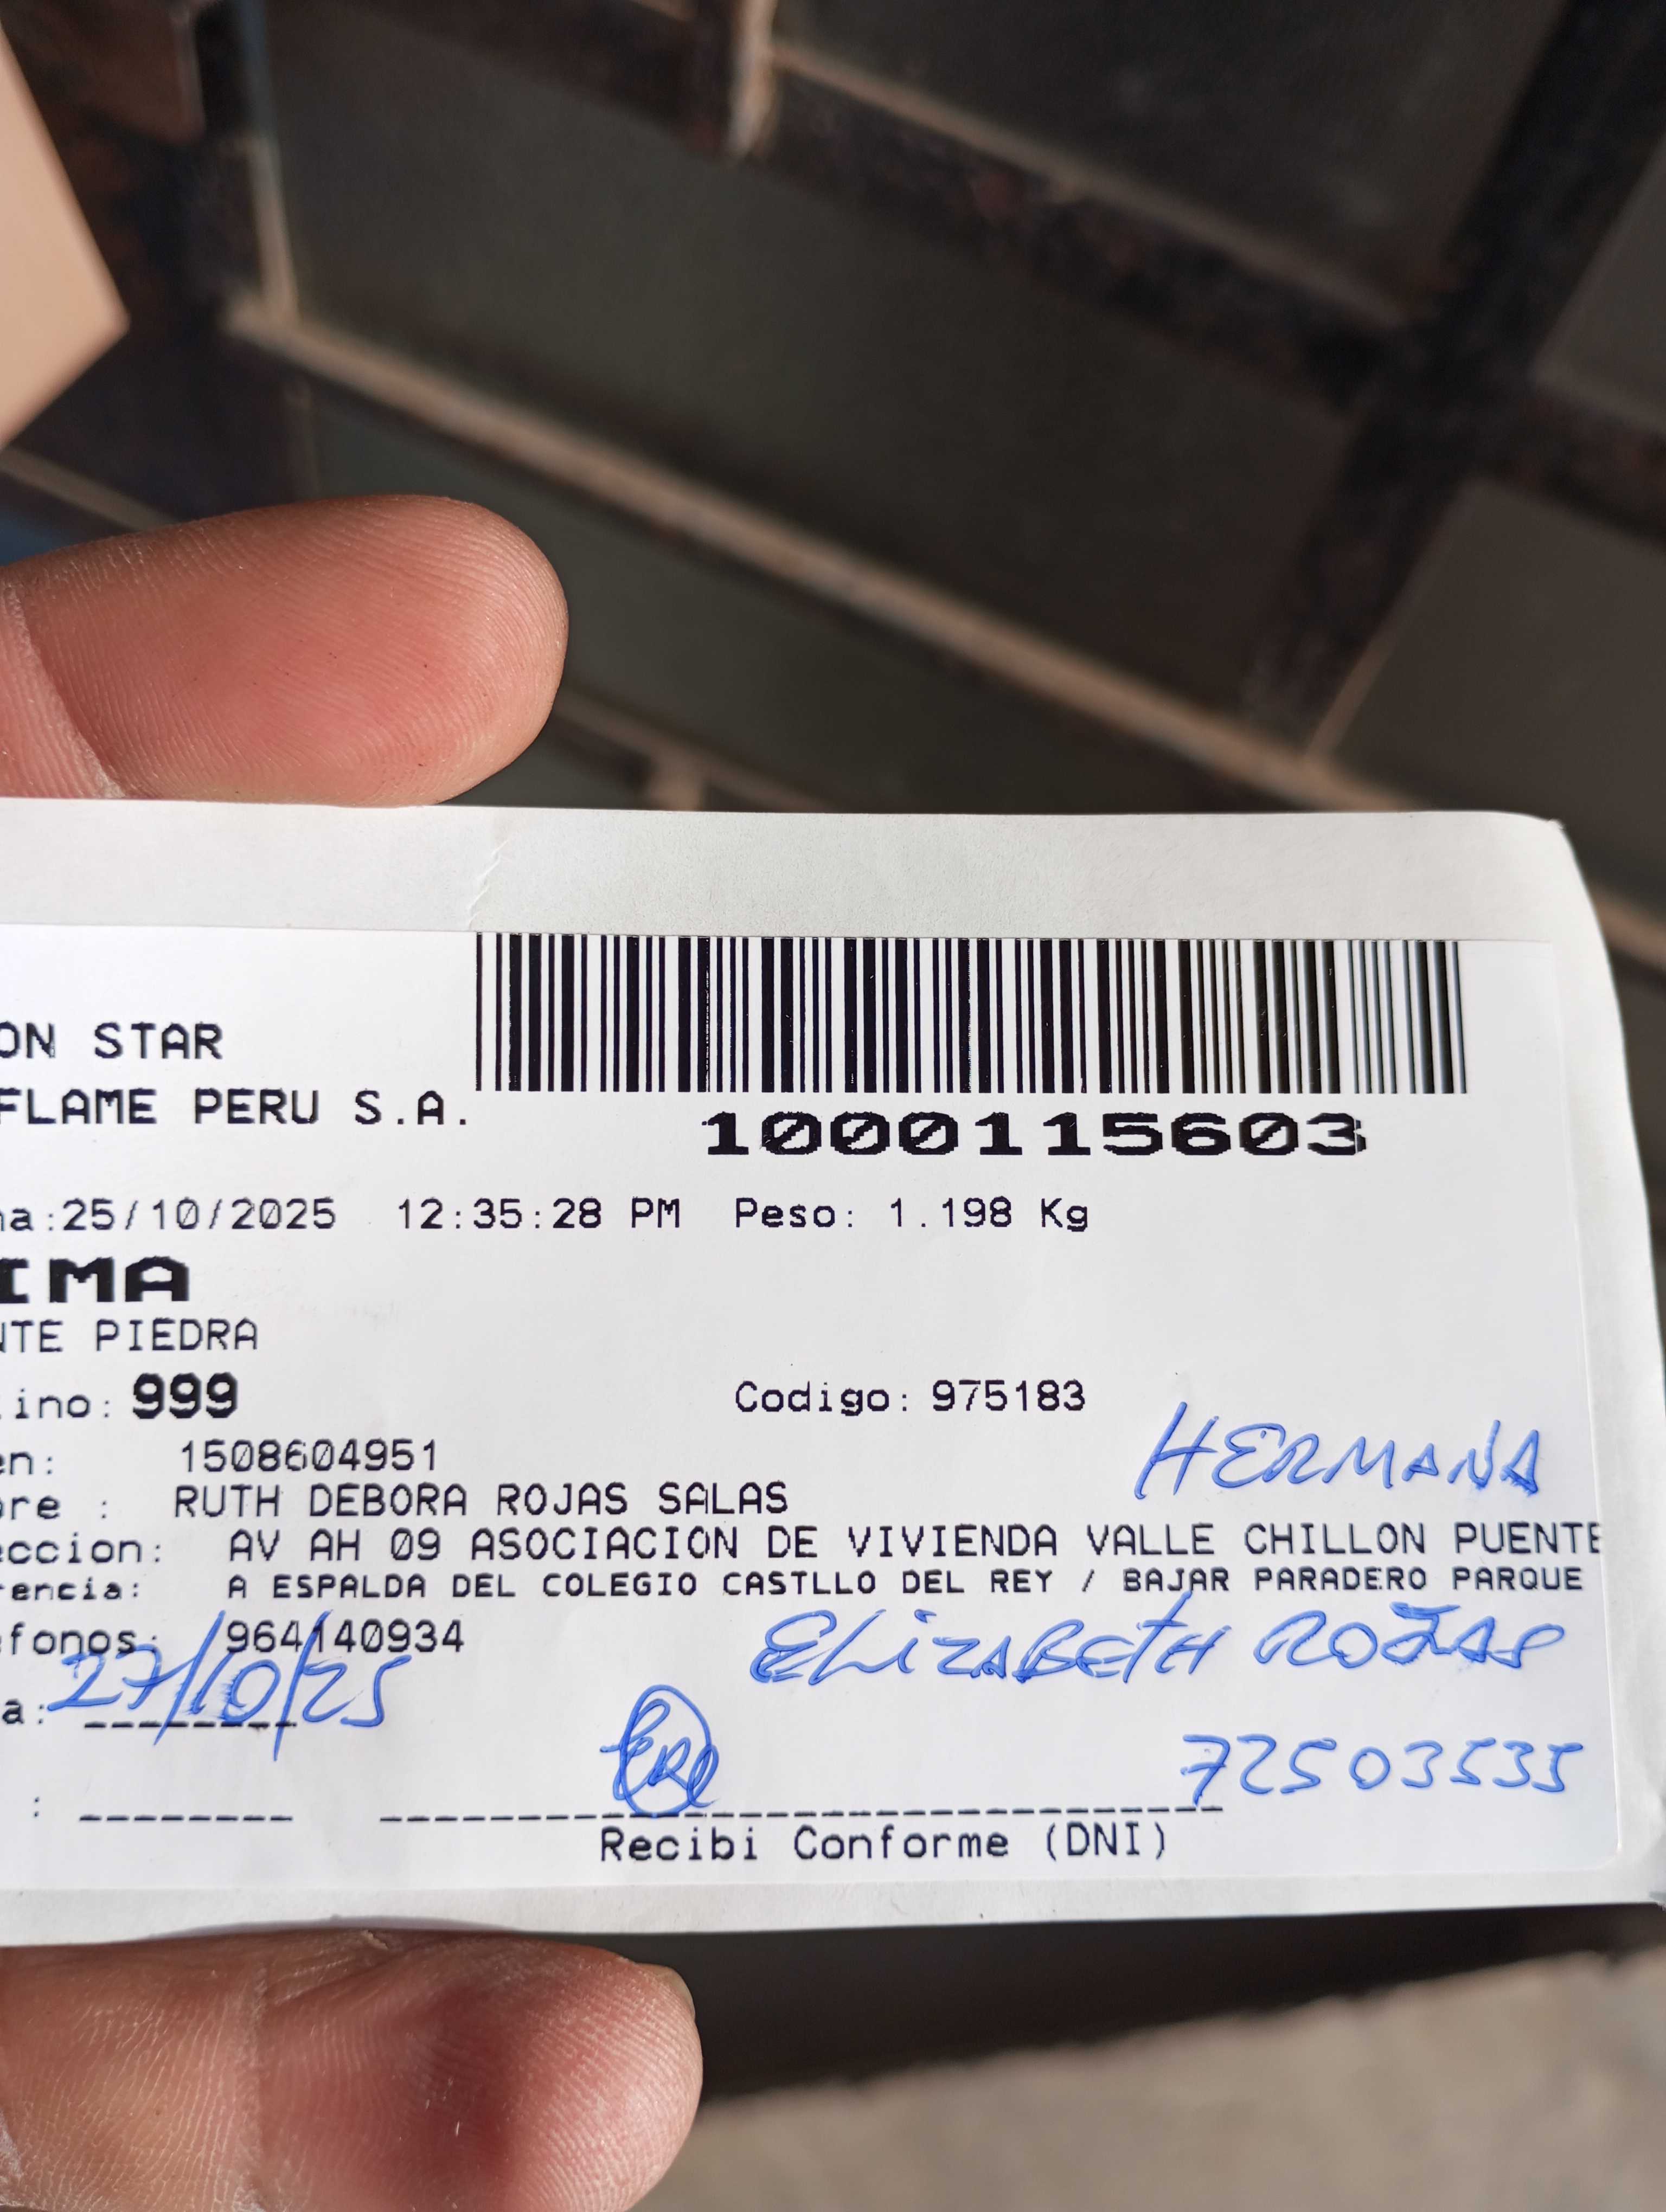 ON STAR
FLAME PERU S.A.
1000115603
a:25/10/2025 12:35:28 PM Peso: 1.198 Kg
IMA
NTE PIEDRA
ino: 999 Codigo: 975183
HERMANA
en: 1508604951
re : RUTH DEBORA ROJAS SALAS
eccion: AV AH 09 ASOCIACION DE VIVIENDA VALLE CHILLON PUENTE
rencia: A ESPALDA DEL COLEGIO CASTLLO DEL REY / BAJAR PARADERO PARQUE
efonos: 964140934
ELIZABETH ROJAS
a: 27/10/25
72503535
: ________ ________________
Recibi Conforme (DNI)